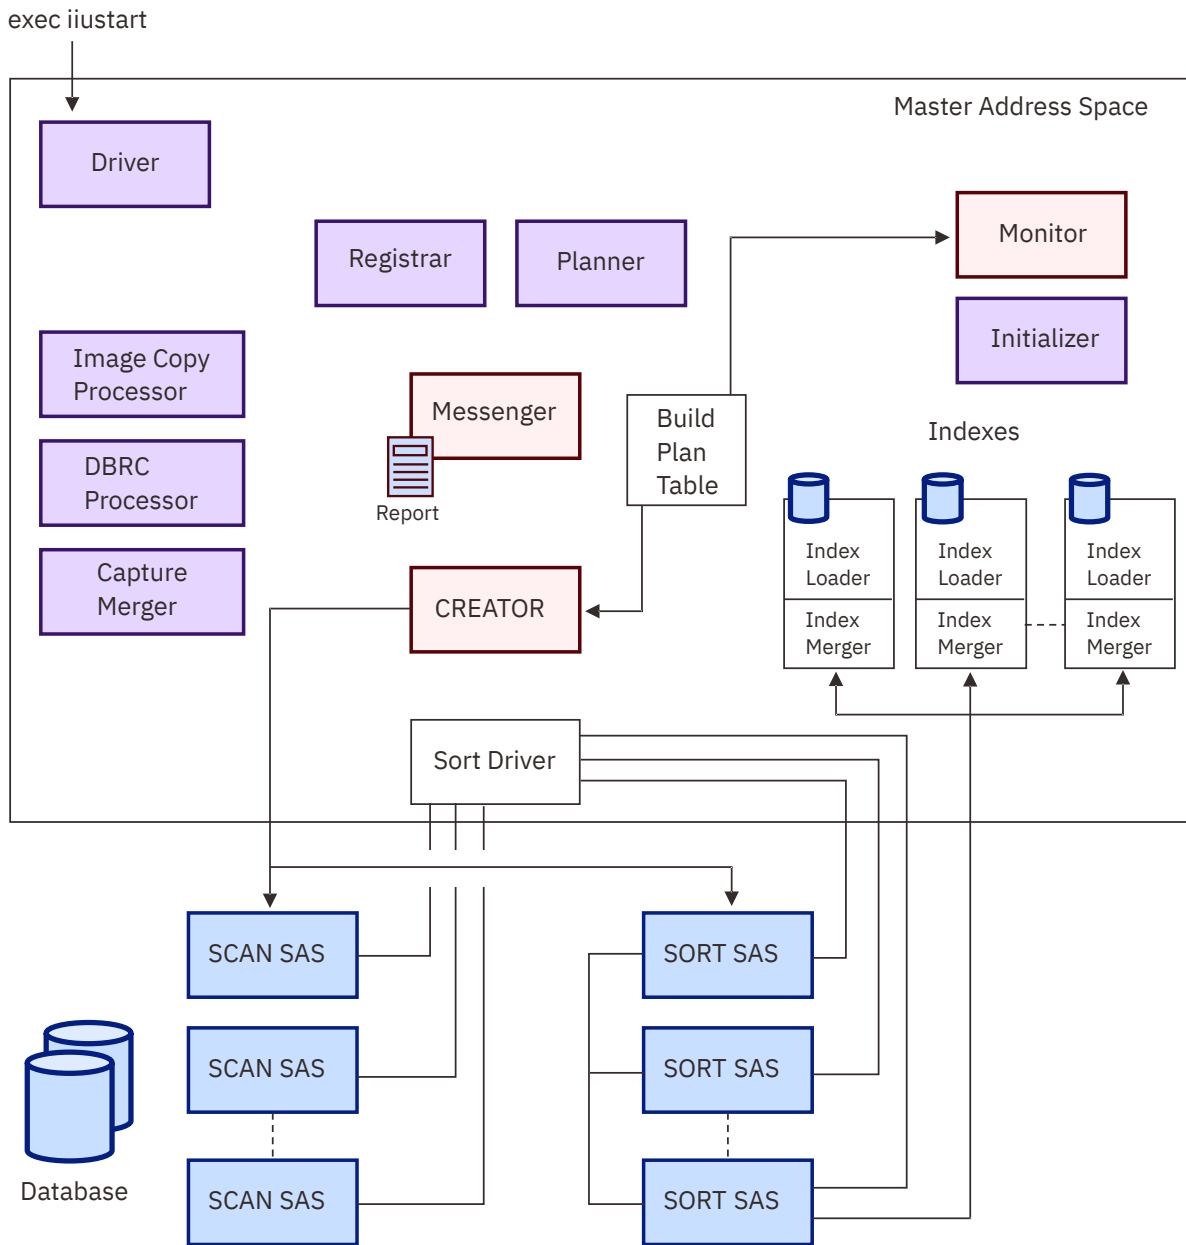 exec iiustart
Master Address Space
Driver
Registrar
Planner
Monitor
Initializer
Image Copy
Processor
DBRC
Processor
Capture
Merger
Messenger
Report
Build
Plan
Table
CREATOR
Indexes
Index
Loader
Index
Merger
Index
Loader
Index
Merger
Index
Loader
Index
Merger
Sort Driver
SCAN SAS
SORT SAS
SCAN SAS
SORT SAS
SCAN SAS
SORT SAS
Database